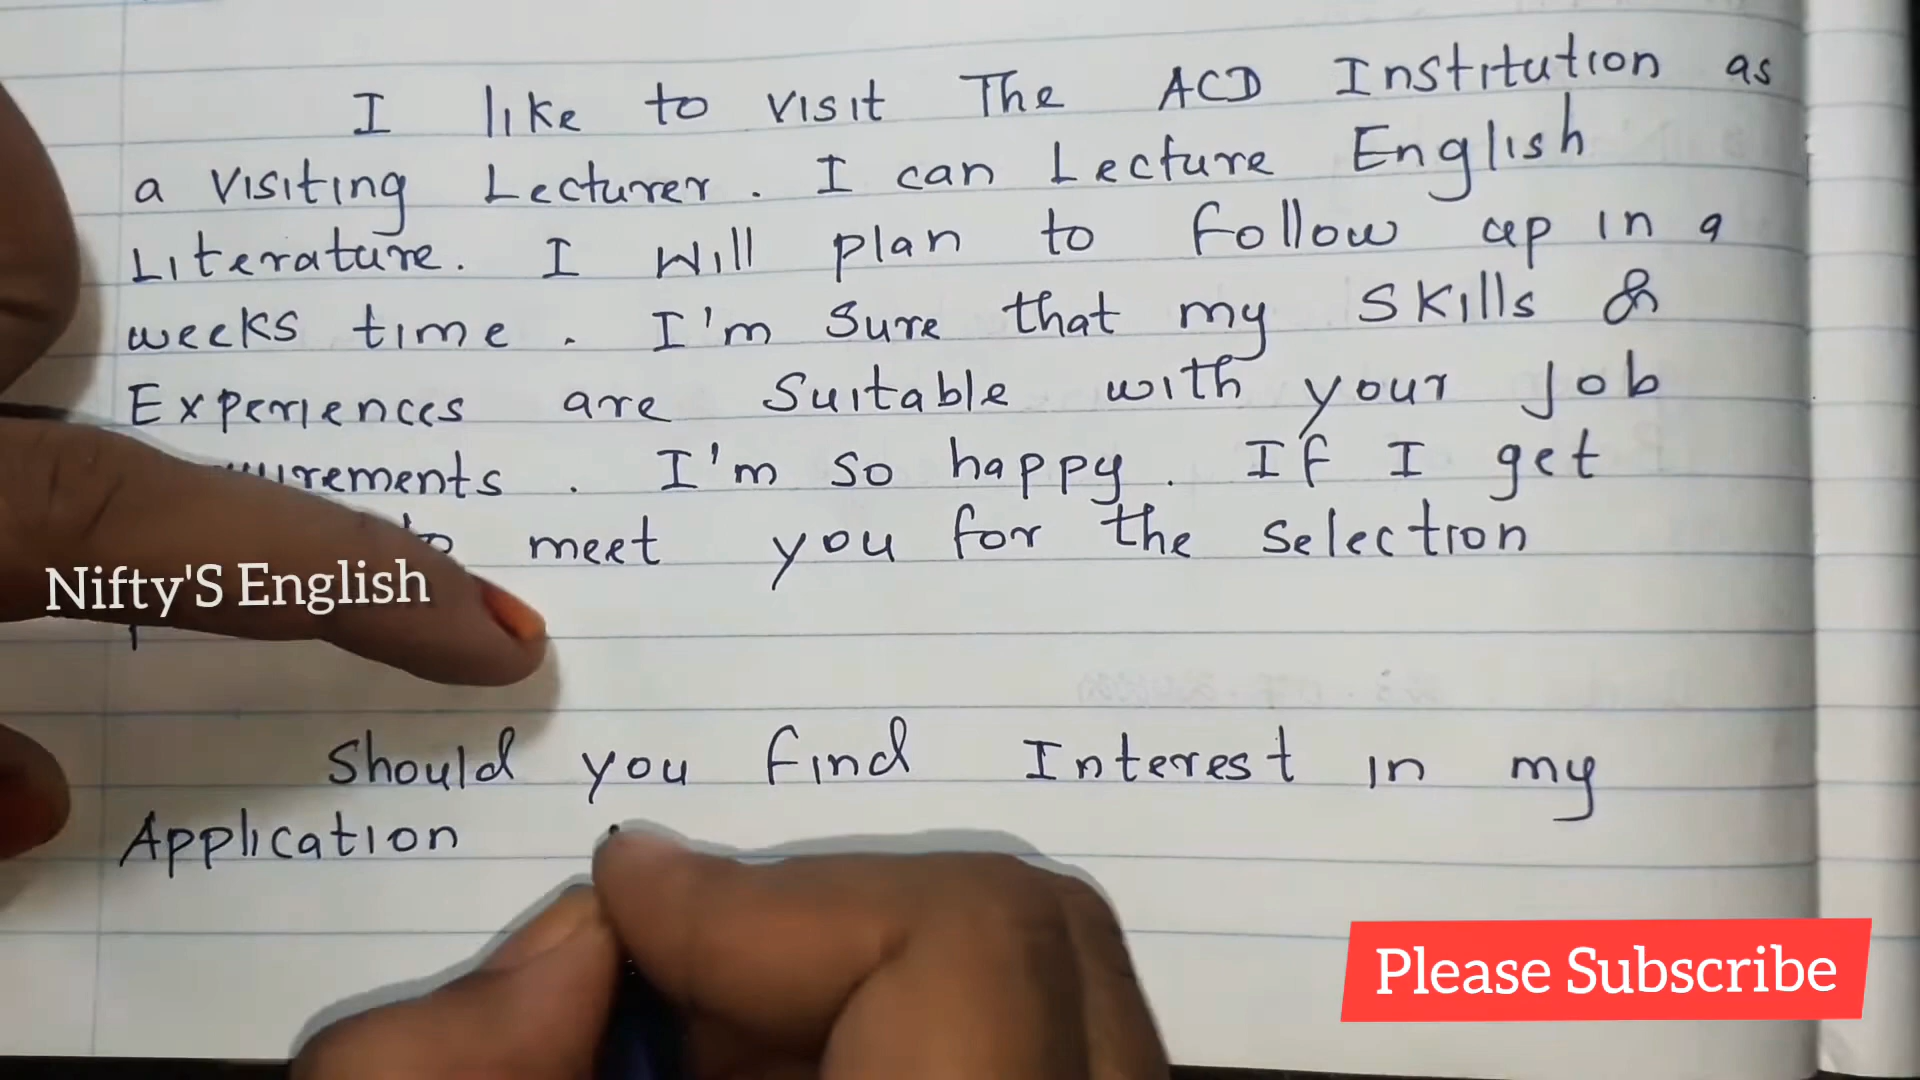 I like to visit The ACD Institution as
a visiting Lecturer. I can Lecture English
Literature. I Will plan to follow up in a
weeks time. I'm sure that my Skills &
Experiences are Suitable with your Job
I'm so happy. If I get
to meet you for the selection
Nifty'S English
Should you find Interest in my
Application
Please Subscribe